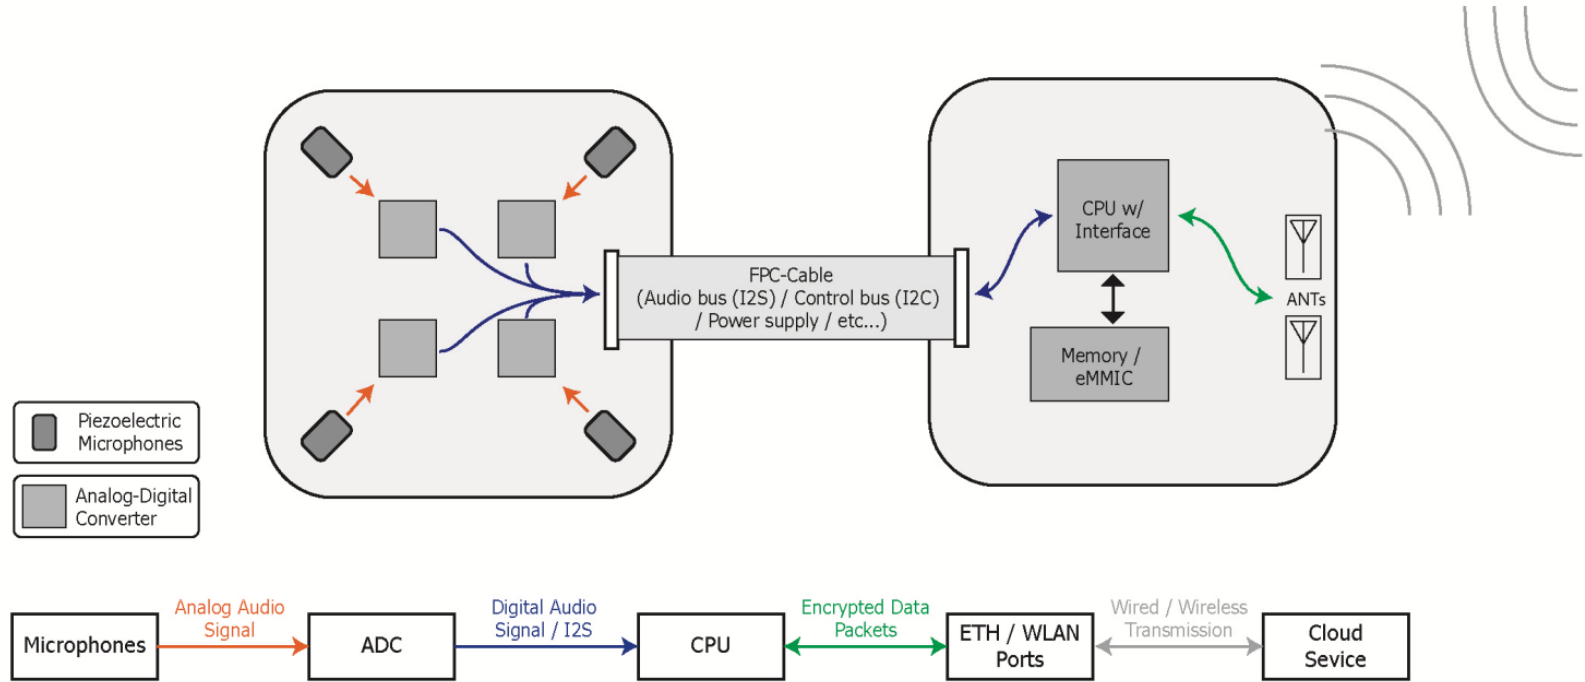 CPU w/
Interface
FPC-Cable
(Audio bus (I2S) / Control bus (I2C)
/ Power supply / etc...)
ANTs
Memory /
eMMIC
Piezoelectric
Microphones
Analog-Digital
Converter
Microphones
Analog Audio
Signal
ADC
Digital Audio
Signal / I2S
CPU
Encrypted Data
Packets
ETH / WLAN
Ports
Wired / Wireless
Transmission
Cloud
Sevice